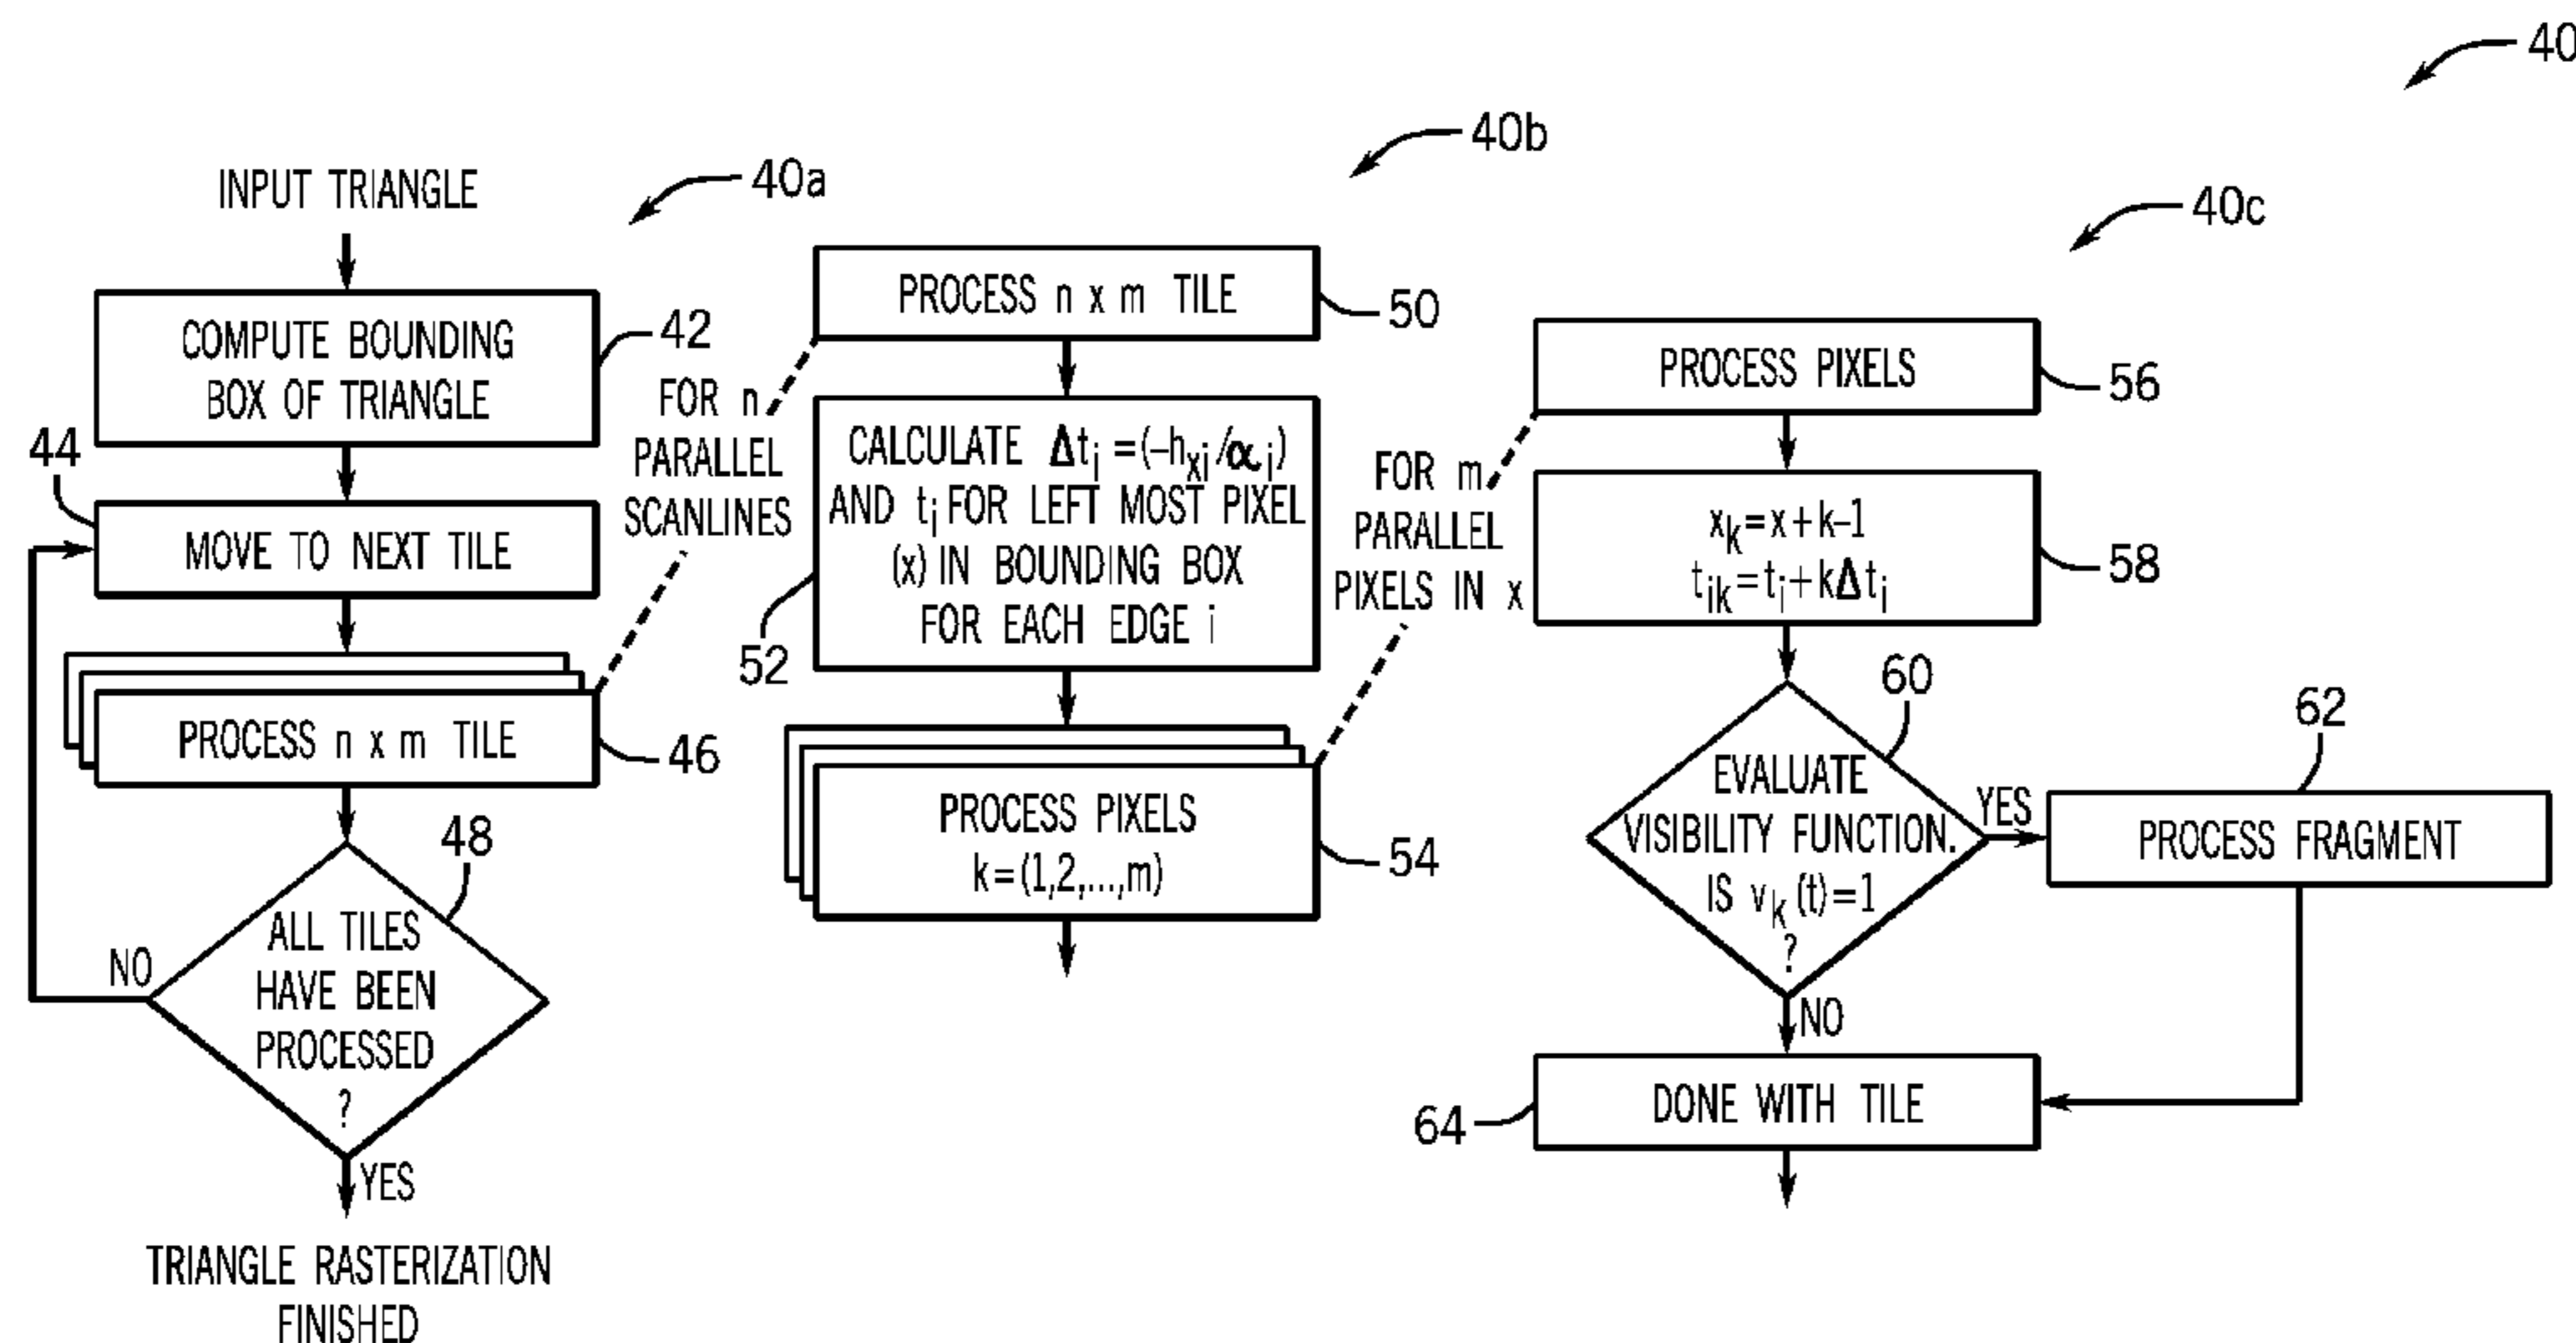 40
40a
INPUT TRIANGLE
COMPUTE BOUNDING
BOX OF TRIANGLE
42
44
MOVE TO NEXT TILE
PROCESS n x m TILE
46
48
ALL TILES
HAVE BEEN
PROCESSED
?
NO
YES
TRIANGLE RASTERIZATION
FINISHED
FOR n
PARALLEL
SCANLINES
40b
PROCESS n x m TILE
50
CALCULATE Δt_i =(–h_xi/α_i)
AND t_i FOR LEFT MOST PIXEL
(x) IN BOUNDING BOX
FOR EACH EDGE i
52
PROCESS PIXELS
k=(1,2,...,m)
54
FOR m
PARALLEL
PIXELS IN x
40c
PROCESS PIXELS
56
x_k=x+k–1
t_ik=t_i+kΔt_i
58
60
EVALUATE
VISIBILITY FUNCTION.
IS v_k(t)=1
?
YES
62
PROCESS FRAGMENT
NO
DONE WITH TILE
64